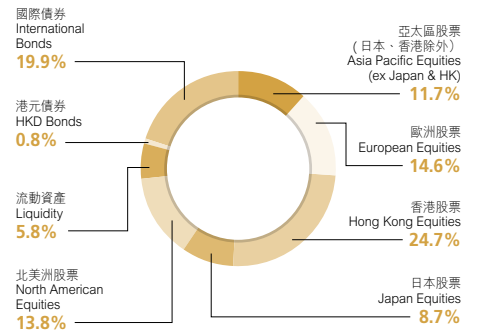 國際債券
International
Bonds
19.9%
港元債券
HKD Bonds
0.8%
流動資產
Liquidity
5.8%
北美洲股票
North American
Equities
13.8%
亞太區股票
(日本、香港除外)
Asia Pacific Equities
(ex Japan & HK)
11.7%
歐洲股票
European Equities
14.6%
香港股票
Hong Kong Equities
24.7%
日本股票
Japan Equities
8.7%